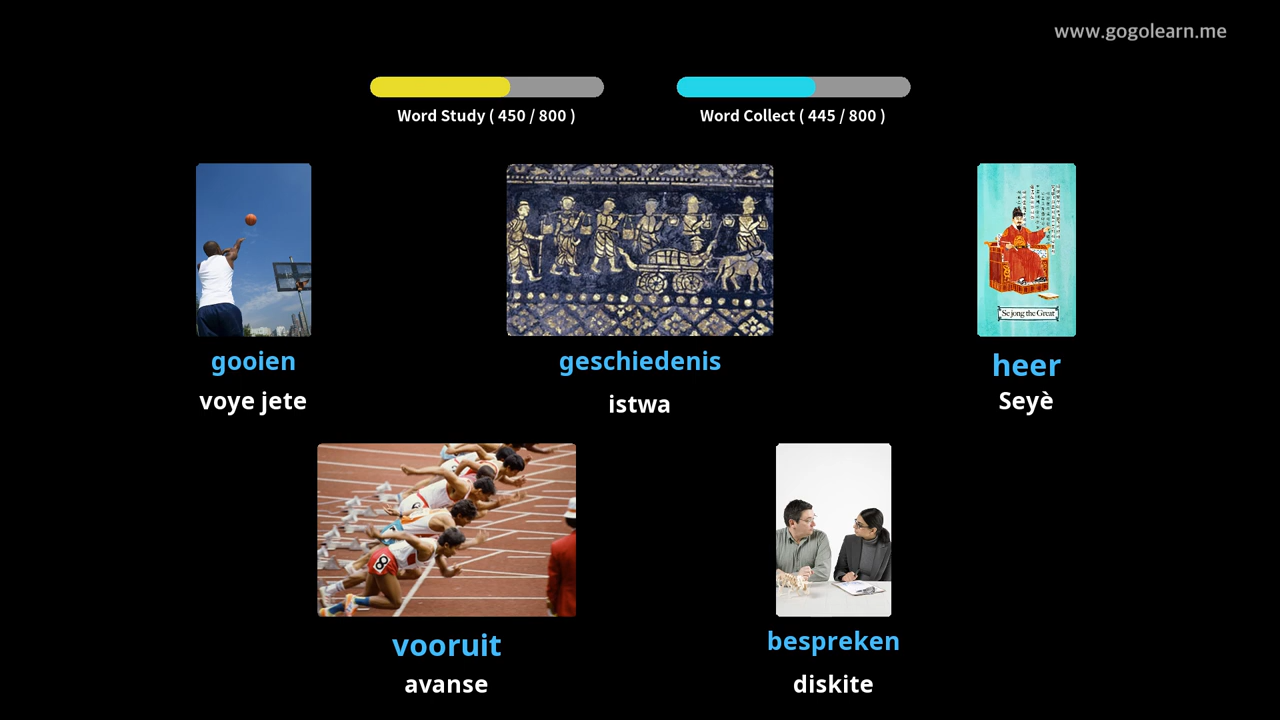 www.gogolearn.me
Word Study ( 450 / 800 )
Word Collect ( 445 / 800 )
Se jong the Great
gooien
geschiedenis
heer
voye jete
istwa
Seyè
8
vooruit
bespreken
avanse
diskite